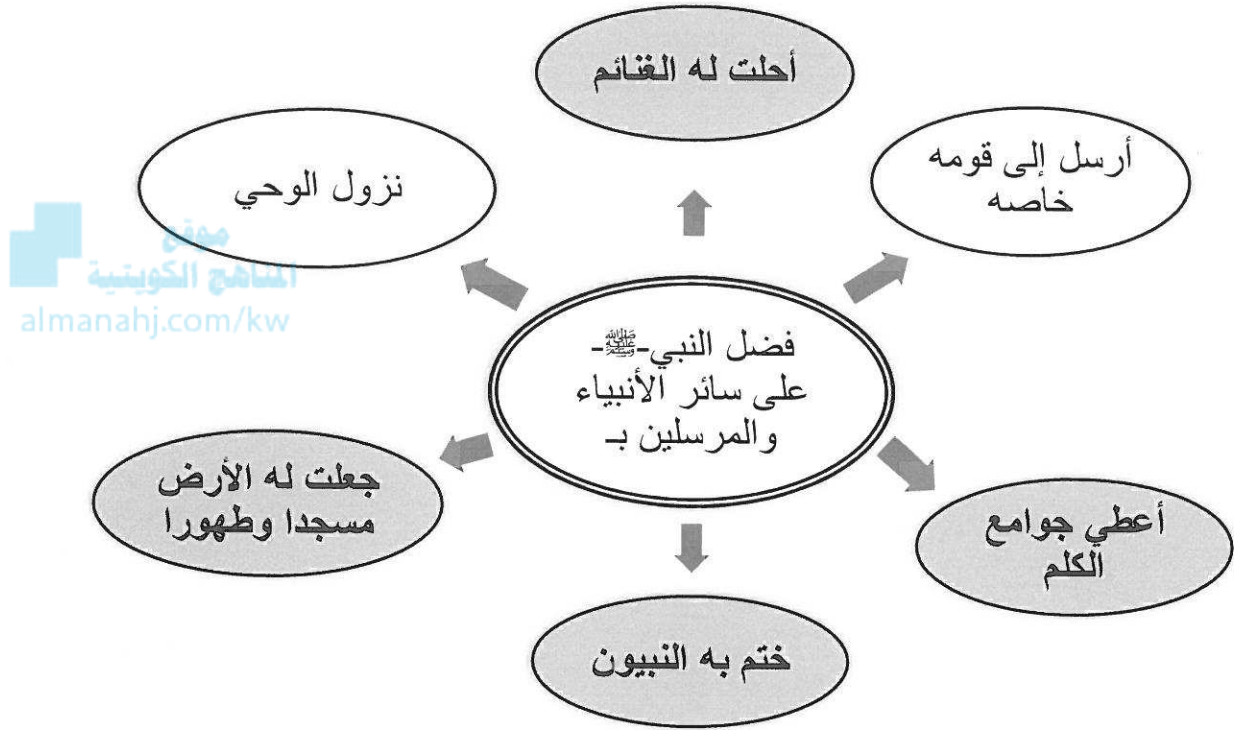 أحلت له الغنائم
أرسل إلى قومه
خاصه
نزول الوحي
موقع
المناهج الكويتية
almanahj.com/kw
فضل النبي-ﷺ-
على سائر الأنبياء
والمرسلين بـ
جعلت له الأرض
مسجدا وطهورا
أعطي جوامع
الكلم
ختم به النبيون